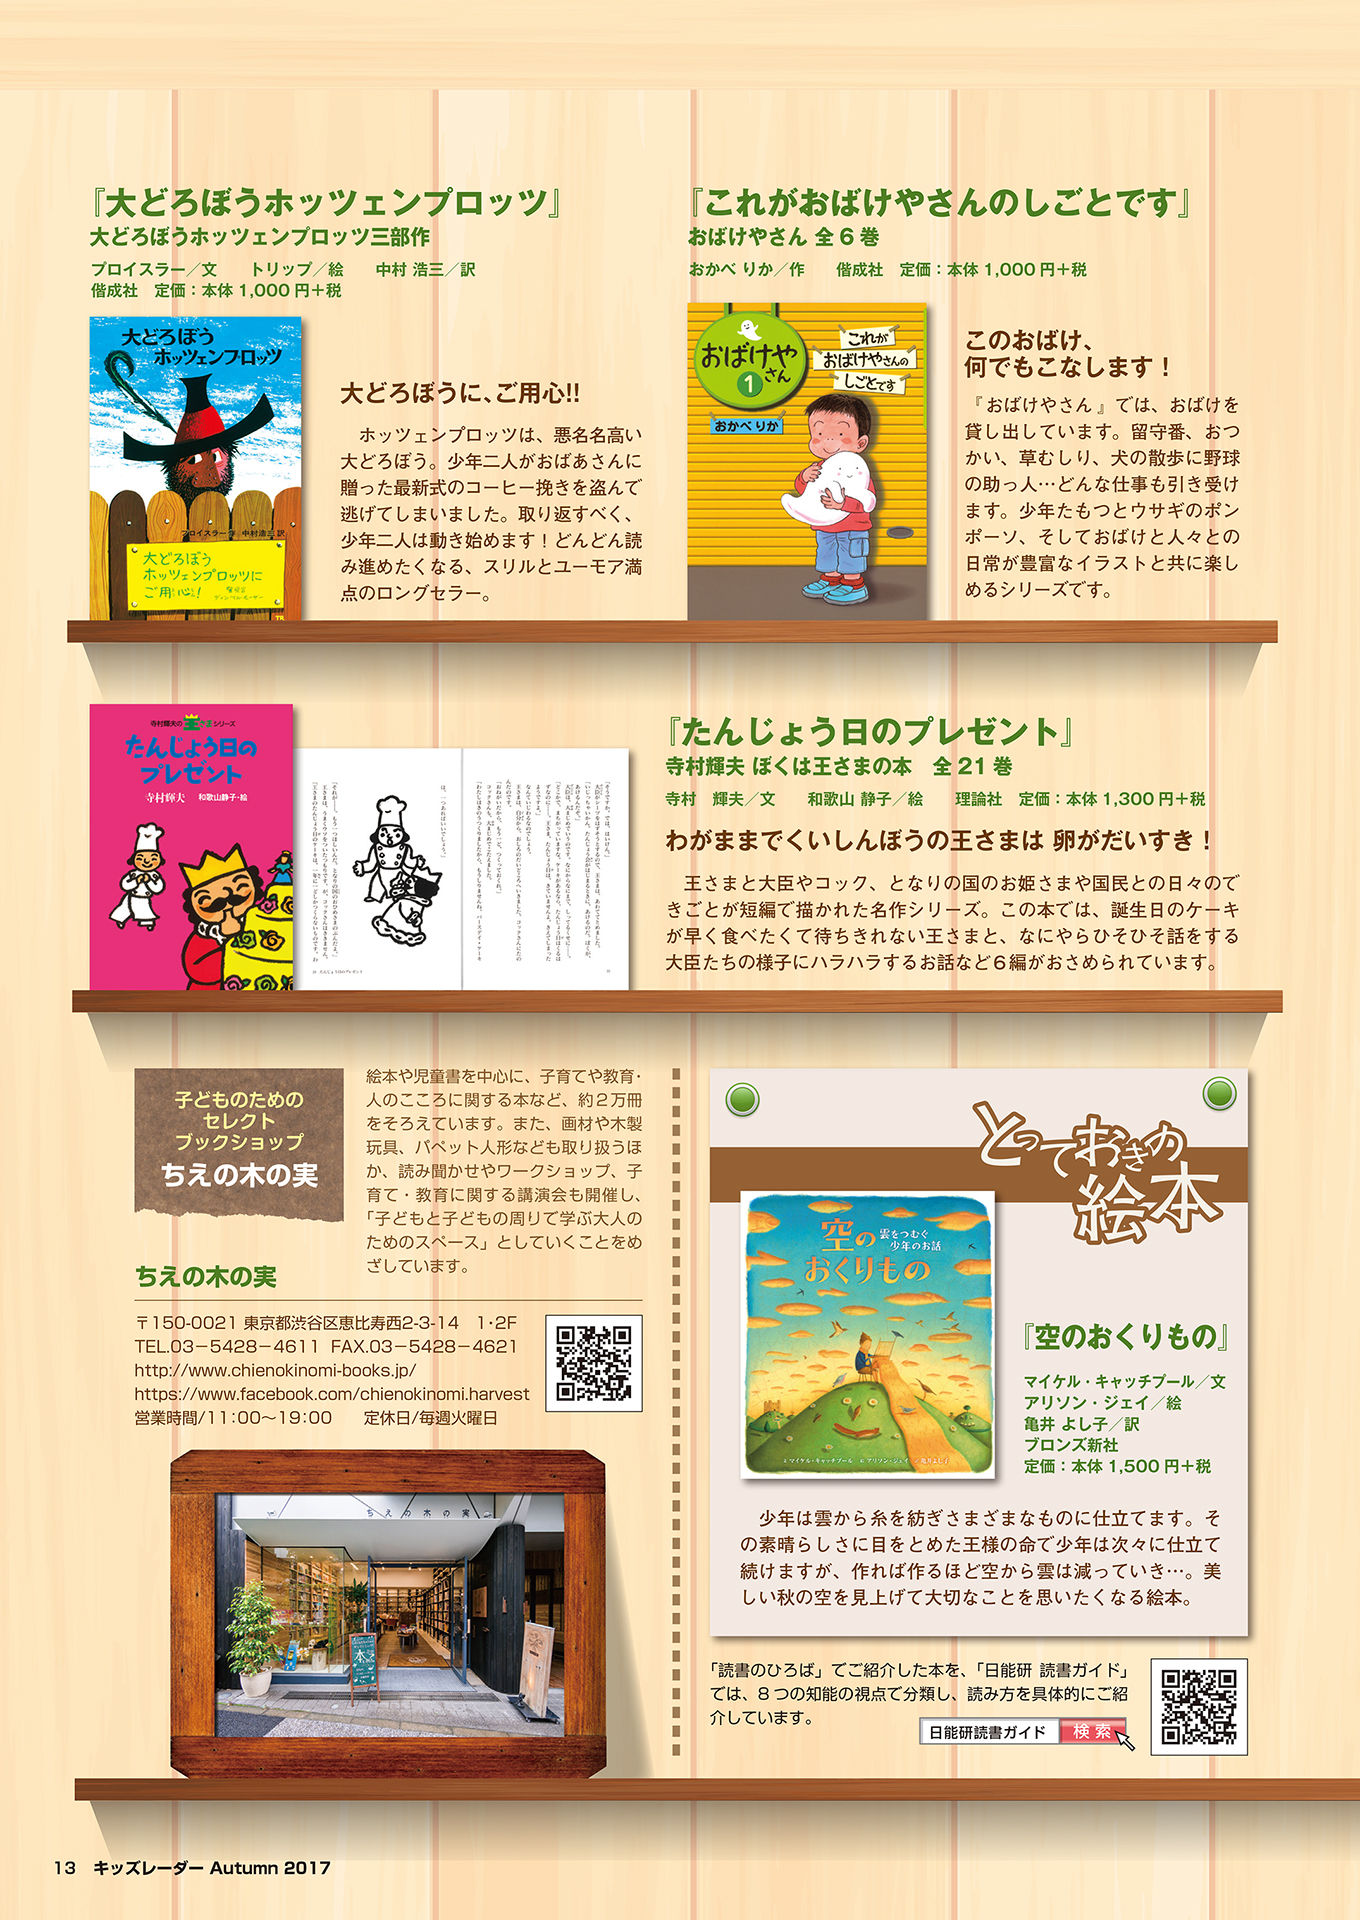 『大どろぼうホッツェンプロッツ』
大どろぼうホッツェンプロッツ三部作
プロイスラー／文　トリップ／絵　中村 浩三／訳
偕成社　定価：本体 1,000 円＋税
大どろぼう
ホッツェンプロッツ
プロイスラー作 中村浩三訳
大どろぼう
ホッツェンプロッツに
ご用心!
大どろぼうに、ご用心!!
ホッツェンプロッツは、悪名名高い
大どろぼう。少年二人がおばあさんに
贈った最新式のコーヒー挽きを盗んで
逃げてしまいました。取り返すべく、
少年二人は動き始めます！どんどん読
み進めたくなる、スリルとユーモア満
点のロングセラー。
『これがおばけやさんのしごとです』
おばけやさん 全 6 巻
おかべ りか／作　偕成社　定価：本体 1,000 円＋税
おばけや
さん
1
これが
おばけやさんの
しごとです
おかべ りか
このおばけ、
何でもこなします！
『おばけやさん』では、おばけを
貸し出しています。留守番、おつ
かい、草むしり、犬の散歩に野球
の助っ人…どんな仕事も引き受け
ます。少年たもつとウサギのポン
ポーソ、そしておばけと人々との
日常が豊富なイラストと共に楽し
めるシリーズです。
寺村輝夫の王さまシリーズ
たんじょう日の
プレゼント
寺村輝夫　和歌山静子・絵
『たんじょう日のプレゼント』
寺村輝夫 ぼくは王さまの本　全 21 巻
寺村　輝夫／文　和歌山 静子／絵　理論社　定価：本体 1,300 円＋税
わがままでくいしんぼうの王さまは 卵がだいすき！
王さまと大臣やコック、となりの国のお姫さまや国民との日々ので
きごとが短編で描かれた名作シリーズ。この本では、誕生日のケーキ
が早く食べたくて待ちきれない王さまと、なにやらひそひそ話をする
大臣たちの様子にハラハラするお話など６編がおさめられています。
子どものための
セレクト
ブックショップ
ちえの木の実
絵本や児童書を中心に、子育てや教育・
人のこころに関する本など、約２万冊
をそろえています。また、画材や木製
玩具、パペット人形なども取り扱うほ
か、読み聞かせやワークショップ、子
育て・教育に関する講演会も開催し、
「子どもと子どもの周りで学ぶ大人の
ためのスペース」としていくことをめ
ざしています。
ちえの木の実
〒150-0021 東京都渋谷区恵比寿西2-3-14　1・2F
TEL.03−5428−4611 FAX.03−5428−4621
http://www.chienokinomi-books.jp/
https://www.facebook.com/chienokinomi.harvest
営業時間/11：00〜19：00　定休日/毎週火曜日
ちえの木の実
とっておきの
絵本
空の
おくりもの
雲をつむぐ
少年のお話
文 マイケル・キャッチプール 絵 アリソン・ジェイ 訳 亀井よし子
『空のおくりもの』
マイケル・キャッチプール／文
アリソン・ジェイ／絵
亀井 よし子／訳
ブロンズ新社
定価：本体 1,500 円＋税
少年は雲から糸を紡ぎさまざまなものに仕立てます。そ
の素晴らしさに目をとめた王様の命で少年は次々に仕立て
続けますが、作れば作るほど空から雲は減っていき…。美
しい秋の空を見上げて大切なことを思いたくなる絵本。
「読書のひろば」でご紹介した本を、「日能研 読書ガイド」
では、８つの知能の視点で分類し、読み方を具体的にご紹
介しています。
日能研読書ガイド　検索
13　キッズレーダー Autumn 2017